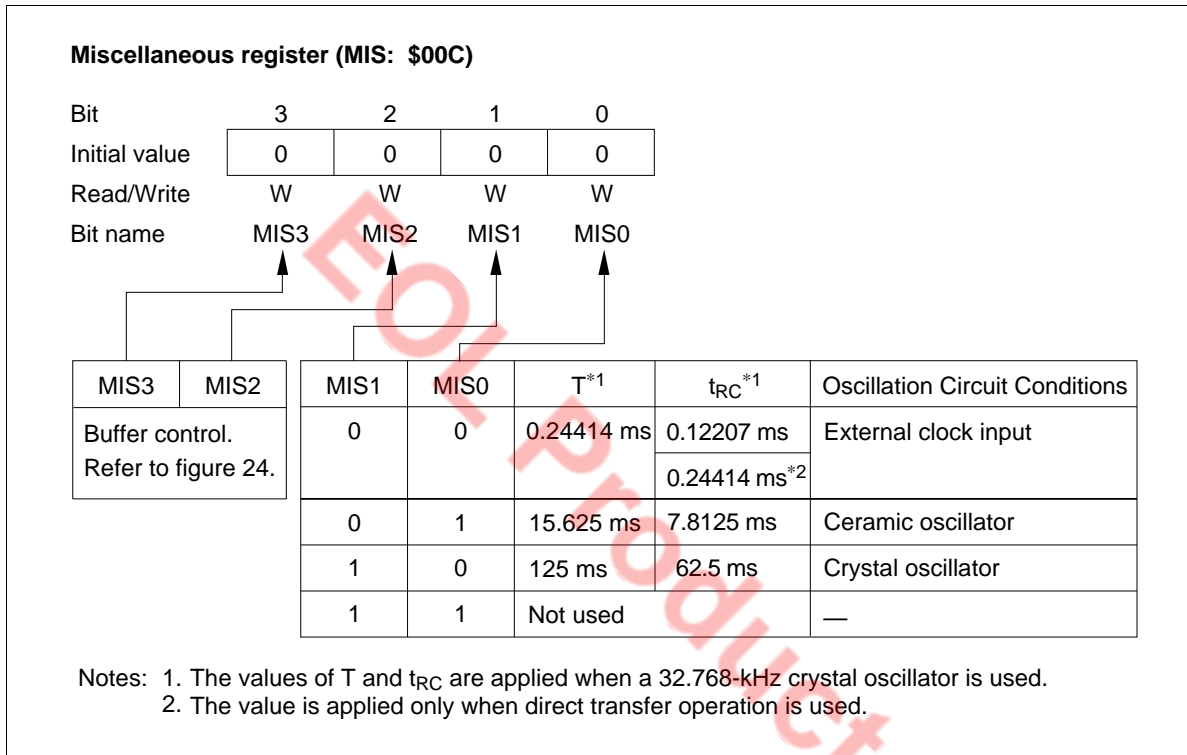 Miscellaneous register (MIS: $00C)
Bit 3 2 1 0
Initial value 0 0 0 0
Read/Write W W W W
Bit name MIS3 MIS2 MIS1 MIS0
MIS3 MIS2 MIS1 MIS0 T*1 tRC*1 Oscillation Circuit Conditions
Buffer control. 0 0 0.24414 ms 0.12207 ms External clock input
Refer to figure 24. 0.24414 ms*2
0 1 15.625 ms 7.8125 ms Ceramic oscillator
1 0 125 ms 62.5 ms Crystal oscillator
1 1 Not used —
Notes: 1. The values of T and tRC are applied when a 32.768-kHz crystal oscillator is used.
2. The value is applied only when direct transfer operation is used.
EOL Product